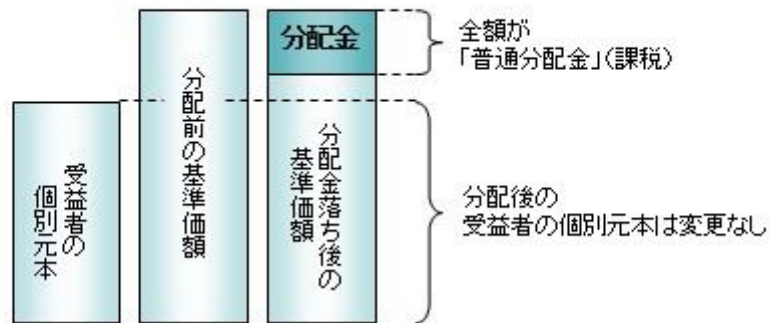 受益者の
個別元本
分配前の基準価額
分配金
分配金落ち後の
基準価額
全額が
「普通分配金」(課税)
分配後の
受益者の個別元本は変更なし